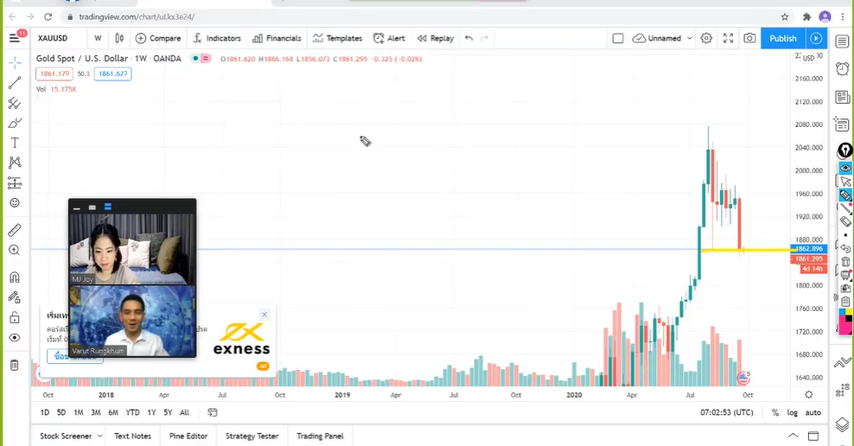 tradingview.com/chart/uLkx3e24/
11
XAUUSD
W
Compare
Indicators
Financials
Templates
Alert
Replay
Unnamed
Publish
Gold Spot / U.S. Dollar · 1W · OANDA
O1861.620 H1866.168 L1856.073 C1861.295 -0.325 (-0.02%)
1861.179 50.3 1861.677
Vol 15.175K
USD
2160.000
2120.000
2080.000
2040.000
2000.000
1960.000
1920.000
1880.000
1862.896
1861.295
4d 14h
1800.000
1760.000
1720.000
1680.000
1640.000
MJ Joy
Varut Rungkhum
exness
Oct
2018
Apr
Jul
Oct
2019
Apr
Jul
Oct
2020
Apr
Jul
Oct
1D 5D 1M 3M 6M YTD 1Y 5Y All
07:02:53 (UTC)
% log auto
Stock Screener
Text Notes
Pine Editor
Strategy Tester
Trading Panel